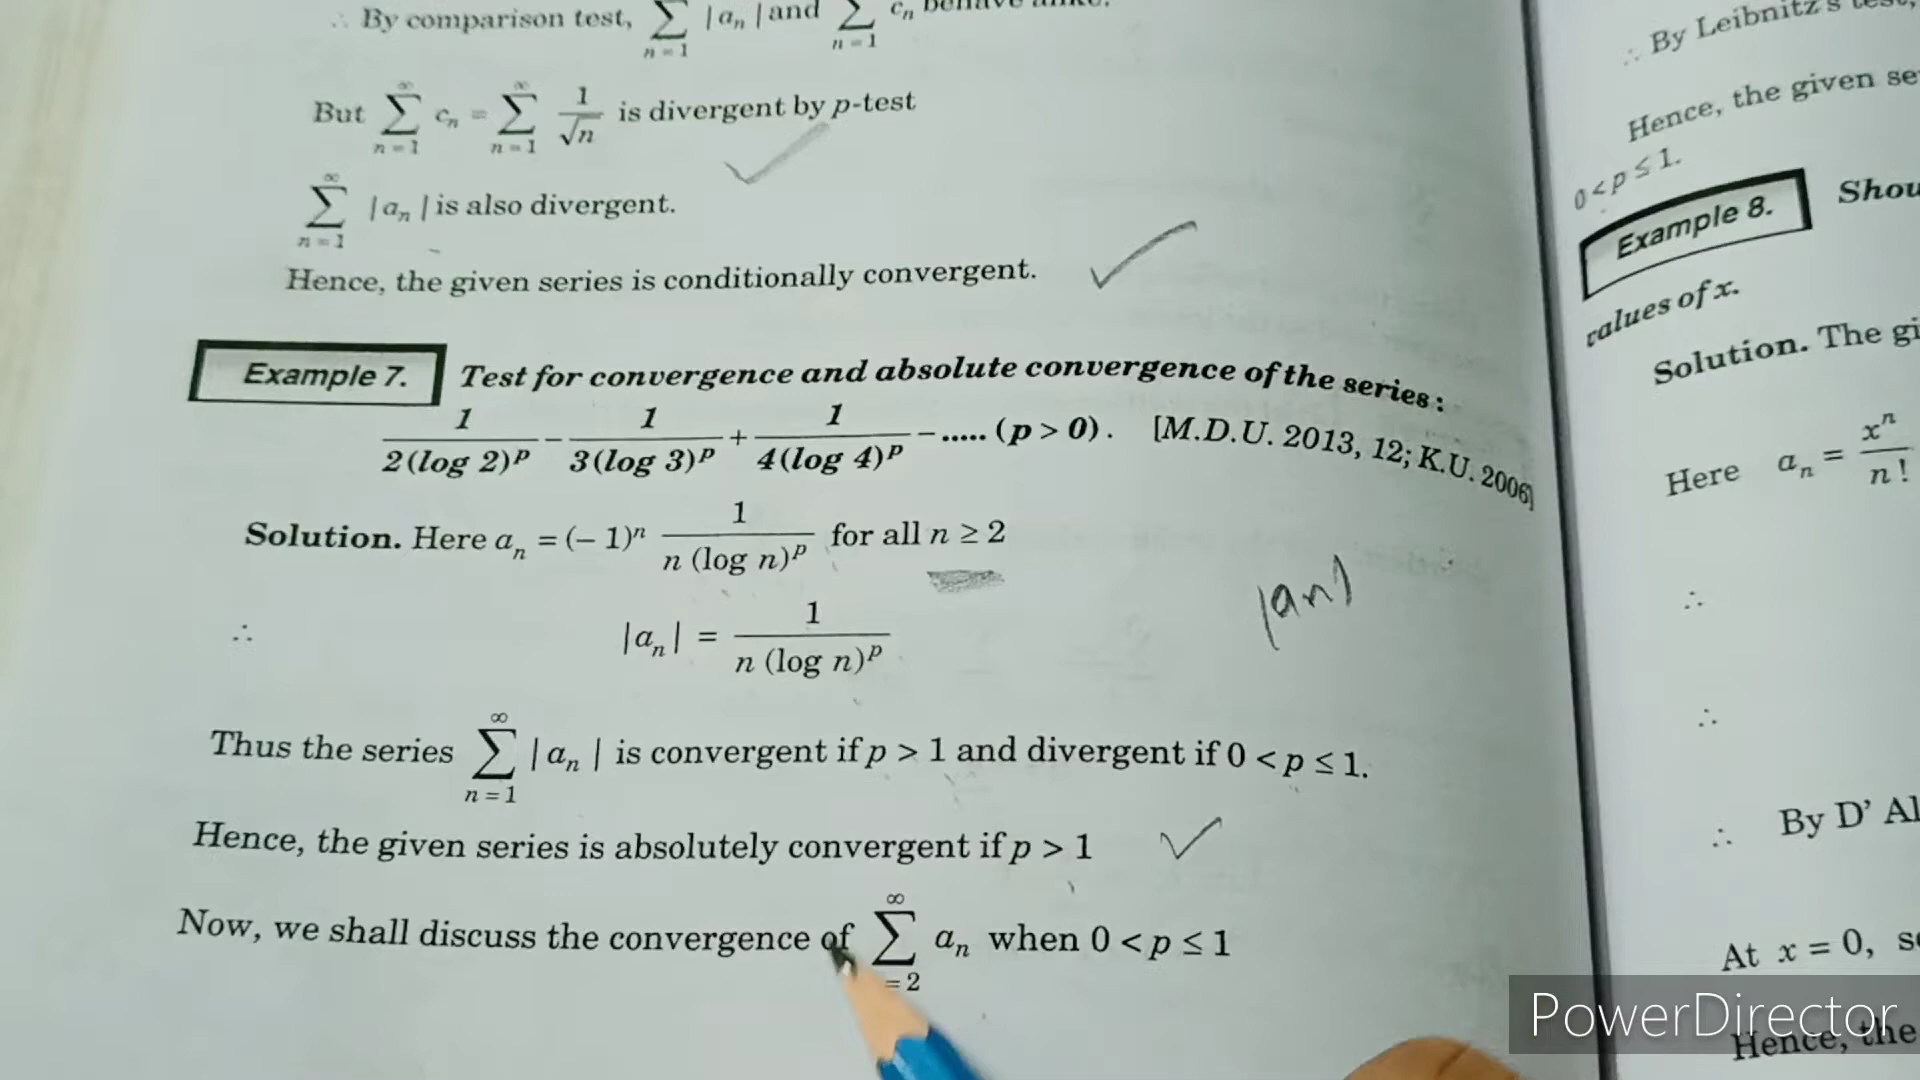 ∴ By comparison test, ∑ n = 1 | aₙ | and ∑ n = 1 cₙ
But ∞ ∑ n = 1 cₙ = ∞ ∑ n = 1 1/√n is divergent by p-test
∞ ∑ n = 1 | aₙ | is also divergent.
Hence, the given series is conditionally convergent.
Example 7. Test for convergence and absolute convergence of the series :
1/2 (log 2)ᵖ − 1/3 (log 3)ᵖ + 1/4 (log 4)ᵖ − ..... (p > 0). [M.D.U. 2013, 12; K.U. 2006]
Solution. Here aₙ = (– 1)ⁿ 1/n (log n)ᵖ for all n ≥ 2
|an|
∴ | aₙ | = 1/n (log n)ᵖ
Thus the series ∞ ∑ n = 1 | aₙ | is convergent if p > 1 and divergent if 0 < p ≤ 1.
Hence, the given series is absolutely convergent if p > 1
Now, we shall discuss the convergence of ∞ ∑ = 2 aₙ when 0 < p ≤ 1
∴ By Leibnitz's
Hence, the given
0 < p ≤ 1.
Example 8.
values of x.
Solution. The
Here aₙ = xⁿ/n !
∴
∴
∴ By D'
At x = 0,
Hence, the
PowerDirector